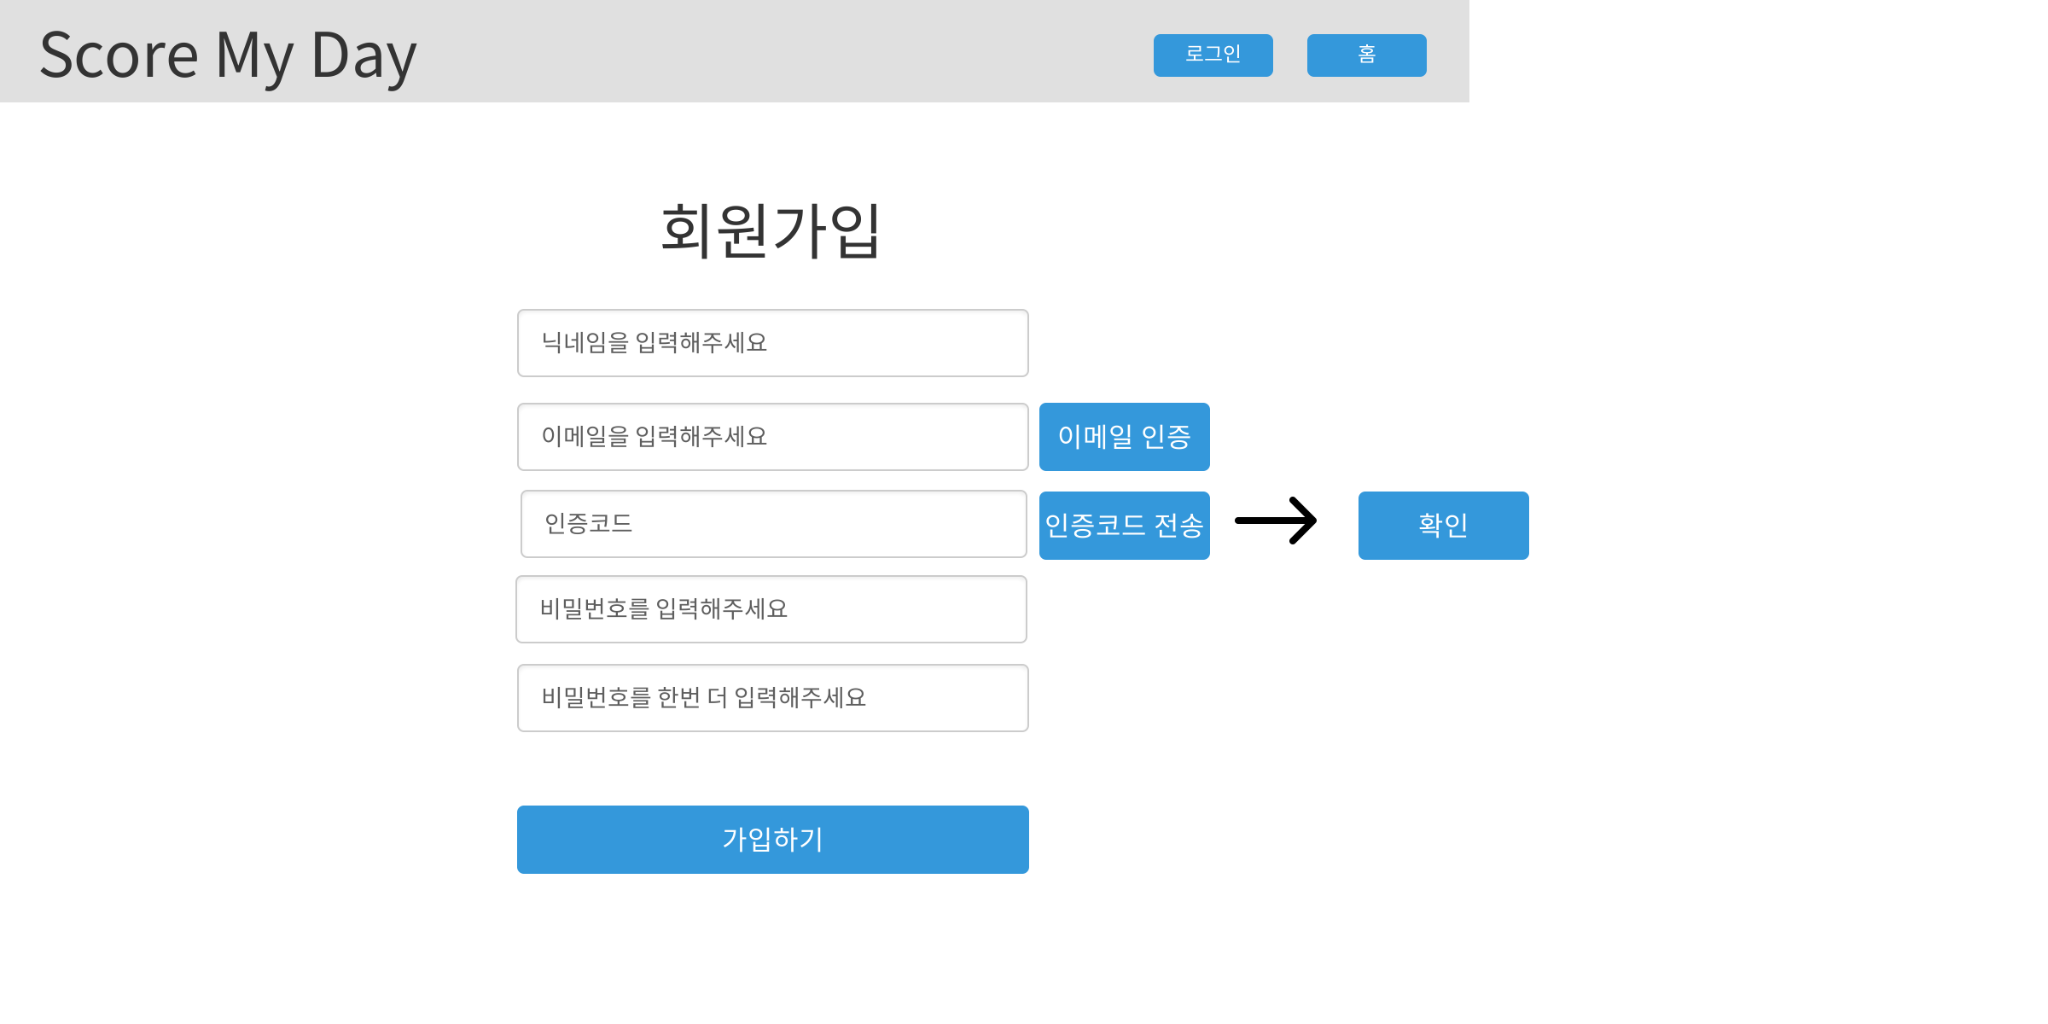 Score My Day
로그인
홈
회원가입
닉네임을 입력해주세요
이메일을 입력해주세요
이메일 인증
인증코드
인증코드 전송
확인
비밀번호를 입력해주세요
비밀번호를 한번 더 입력해주세요
가입하기